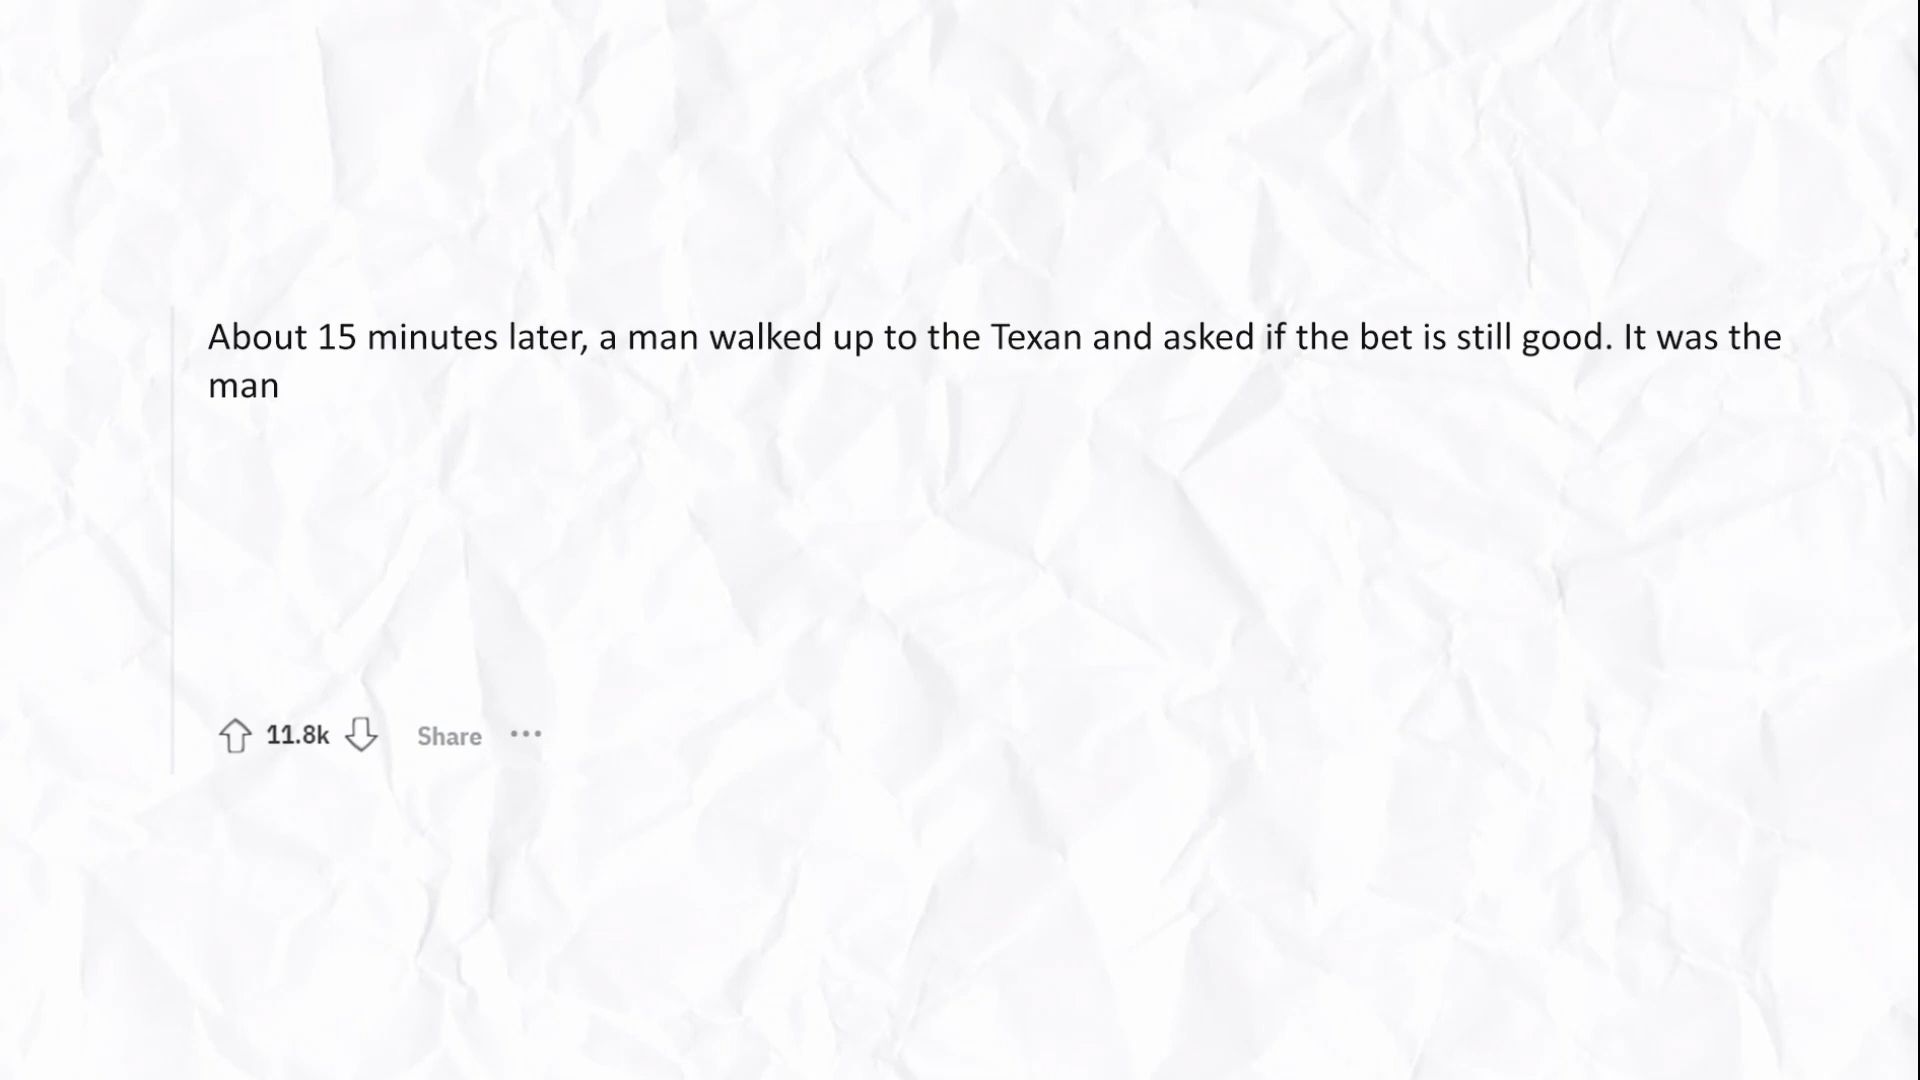 About 15 minutes later, a man walked up to the Texan and asked if the bet is still good. It was the
man
11.8k Share ...